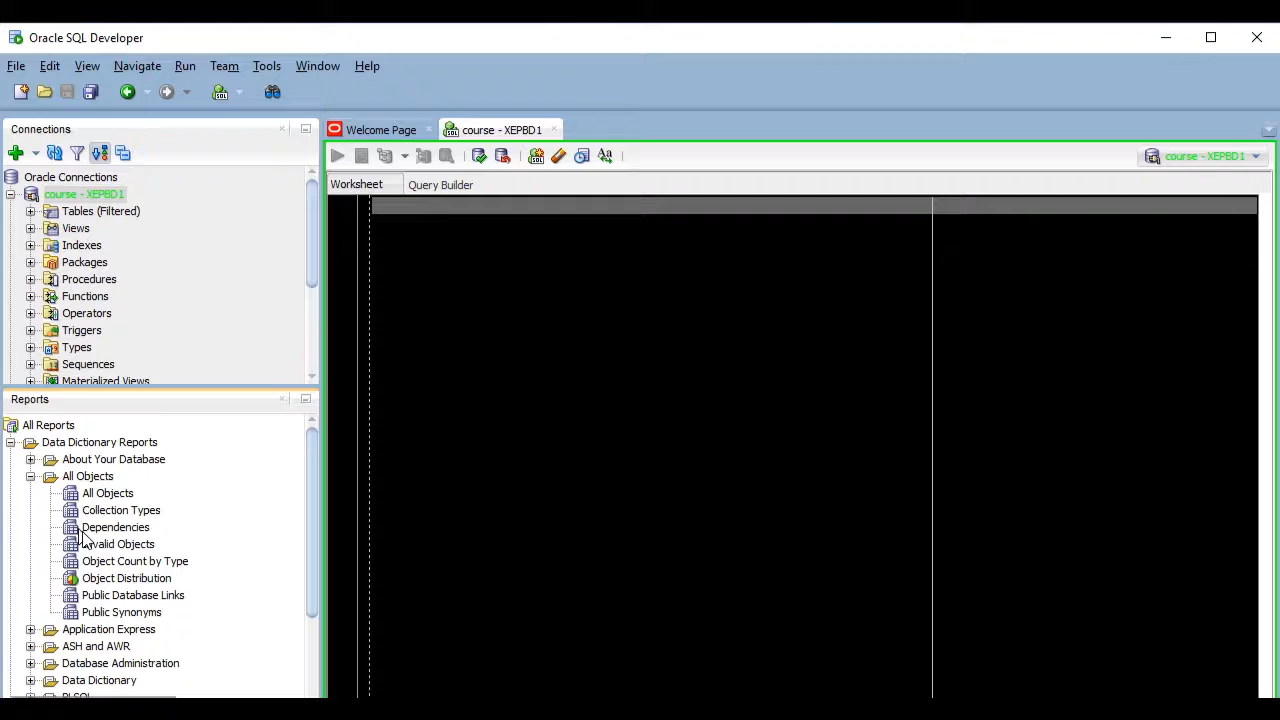 Oracle SQL Developer
File Edit View Navigate Run Team Tools Window Help
Connections
Welcome Page
course - XEPBD1
course - XEPBD1
Worksheet
Query Builder
Oracle Connections
course - XEPBD1
Tables (Filtered)
Views
Indexes
Packages
Procedures
Functions
Operators
Triggers
Types
Sequences
Materialized Views
Reports
All Reports
Data Dictionary Reports
About Your Database
All Objects
All Objects
Collection Types
Dependencies
Invalid Objects
Object Count by Type
Object Distribution
Public Database Links
Public Synonyms
Application Express
ASH and AWR
Database Administration
Data Dictionary
PLSQL